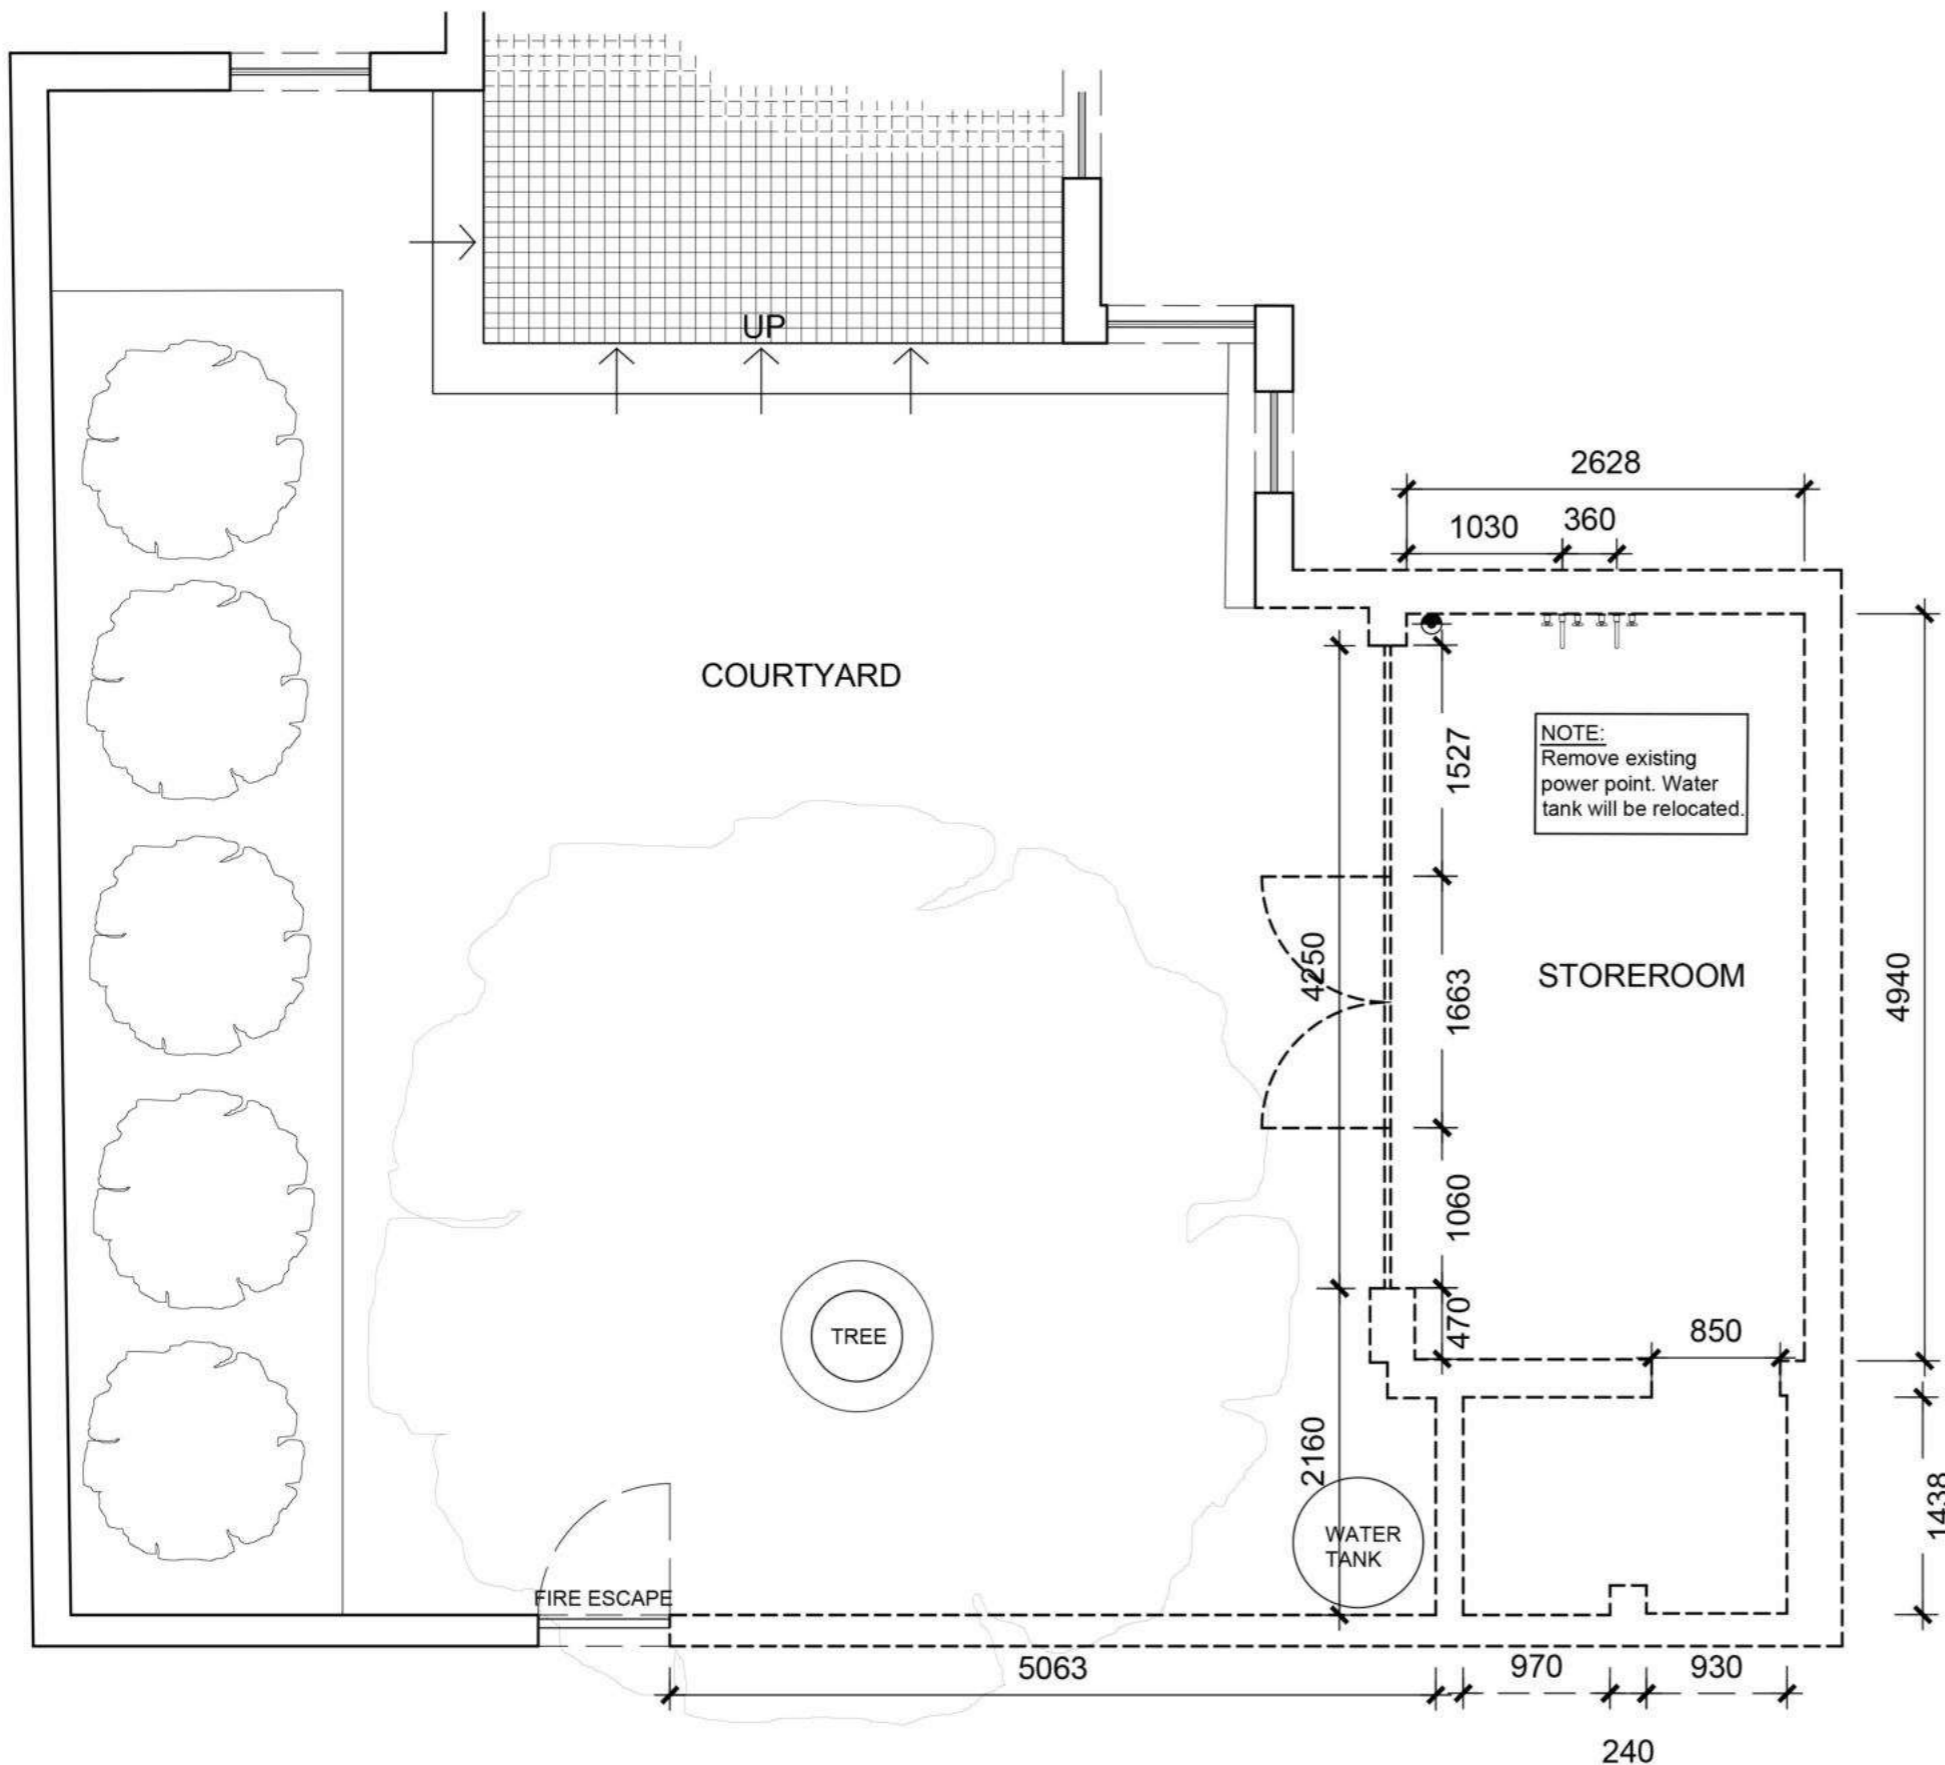 UP
2628
1030
360
COURTYARD
NOTE:
Remove existing
power point. Water
tank will be relocated.
1527
4250
1663
STOREROOM
4940
1060
470
850
TREE
2160
1438
WATER
TANK
FIRE ESCAPE
5063
970
930
240